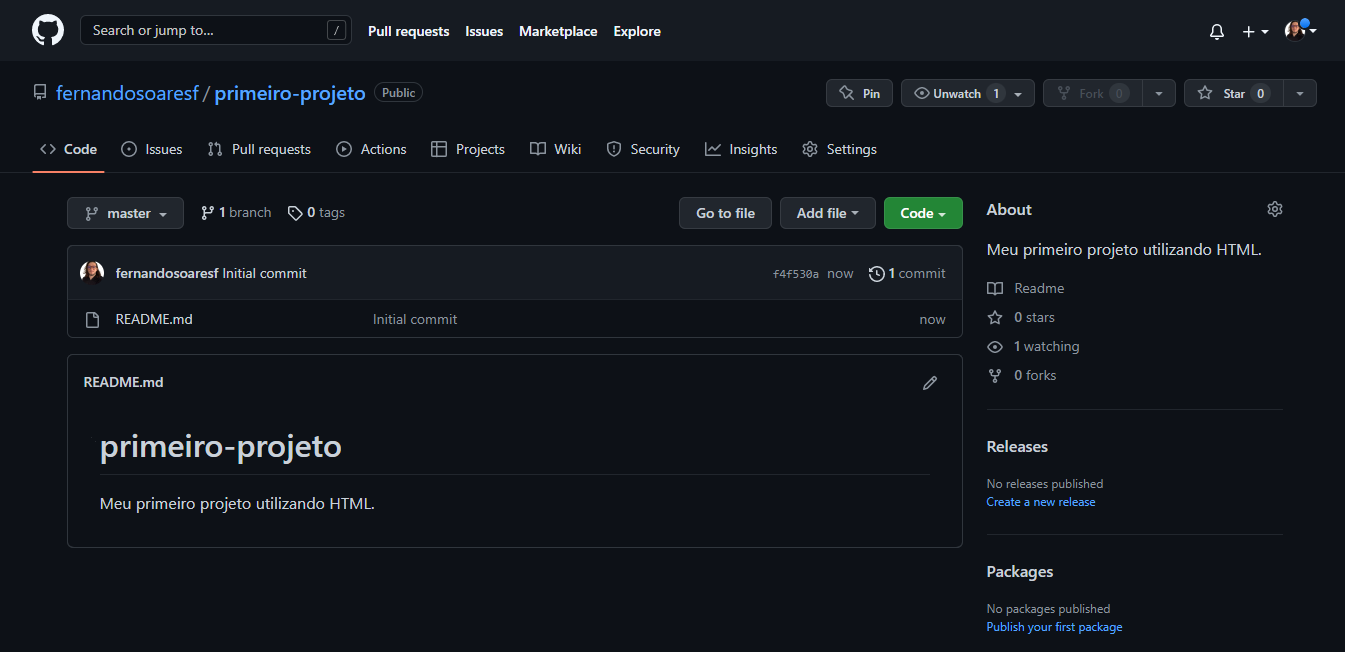 Search or jump to... /
Pull requests Issues Marketplace Explore
fernandosoaresf / primeiro-projeto Public
Pin
Unwatch 1
Fork 0
Star 0
Code Issues Pull requests Actions Projects Wiki Security Insights Settings
master 1 branch 0 tags
Go to file Add file Code
fernandosoaresf Initial commit f4f530a now 1 commit
README.md Initial commit now
README.md
primeiro-projeto
Meu primeiro projeto utilizando HTML.
About
Meu primeiro projeto utilizando HTML.
Readme
0 stars
1 watching
0 forks
Releases
No releases published
Create a new release
Packages
No packages published
Publish your first package